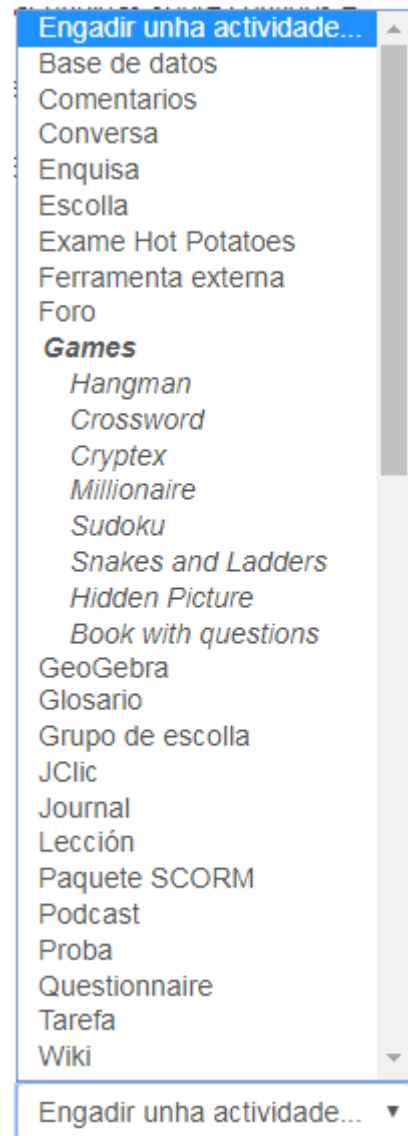 Engadir unha actividade...
Base de datos
Comentarios
Conversa
Enquisa
Escolla
Exame Hot Potatoes
Ferramenta externa
Foro
Games
Hangman
Crossword
Cryptex
Millionaire
Sudoku
Snakes and Ladders
Hidden Picture
Book with questions
GeoGebra
Glosario
Grupo de escolla
JClic
Journal
Lección
Paquete SCORM
Podcast
Proba
Questionnaire
Tarefa
Wiki
Engadir unha actividade...